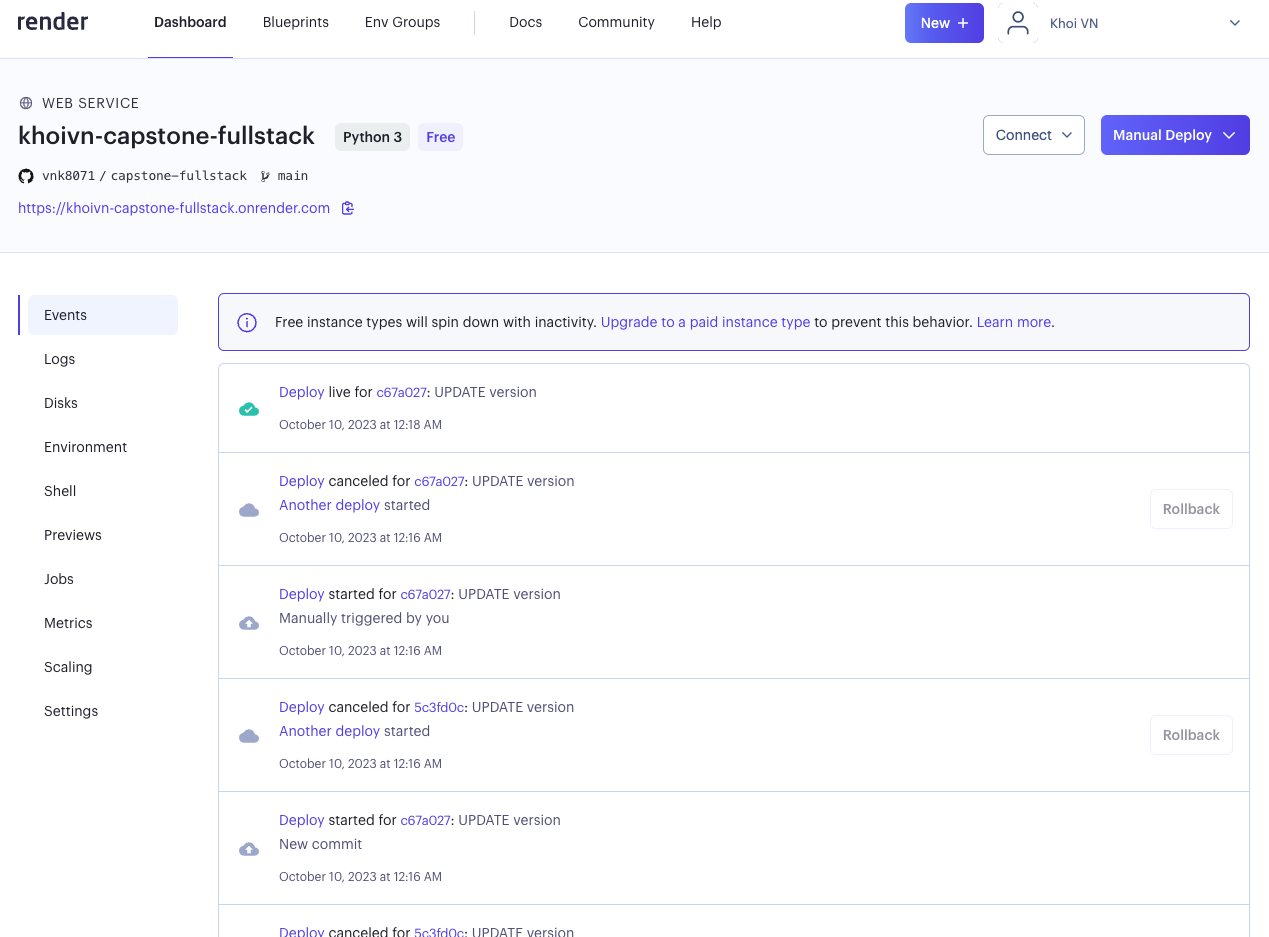 render
Dashboard Blueprints Env Groups Docs Community Help New + Khoi VN
WEB SERVICE
khoivn-capstone-fullstack Python 3 Free
Connect Manual Deploy
vnk8071 / capstone-fullstack main
https://khoivn-capstone-fullstack.onrender.com
Events
Logs
Disks
Environment
Shell
Previews
Jobs
Metrics
Scaling
Settings
Free instance types will spin down with inactivity. Upgrade to a paid instance type to prevent this behavior. Learn more.
Deploy live for c67a027: UPDATE version
October 10, 2023 at 12:18 AM
Deploy canceled for c67a027: UPDATE version
Another deploy started
October 10, 2023 at 12:16 AM
Rollback
Deploy started for c67a027: UPDATE version
Manually triggered by you
October 10, 2023 at 12:16 AM
Deploy canceled for 5c3fd0c: UPDATE version
Another deploy started
October 10, 2023 at 12:16 AM
Rollback
Deploy started for c67a027: UPDATE version
New commit
October 10, 2023 at 12:16 AM
Deploy canceled for 5c3fd0c: UPDATE version